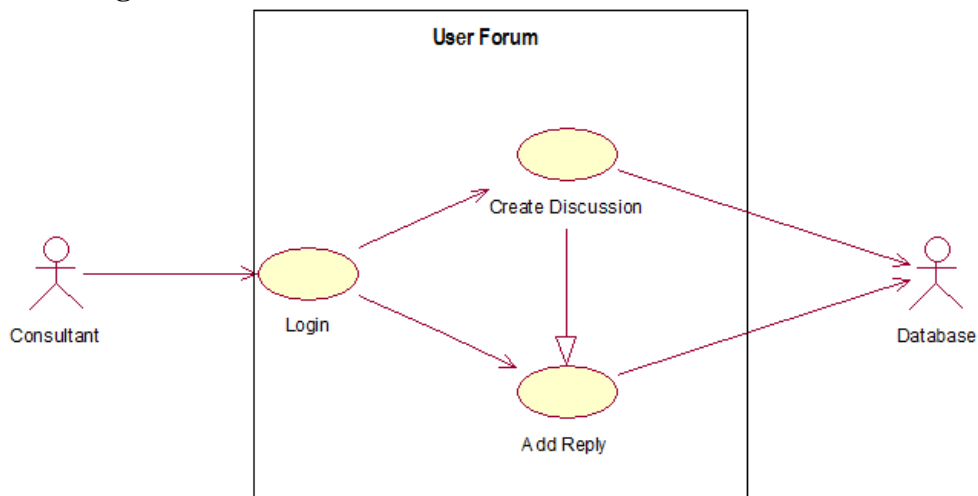 User Forum
Create Discussion
Login
Consultant
Database
Add Reply